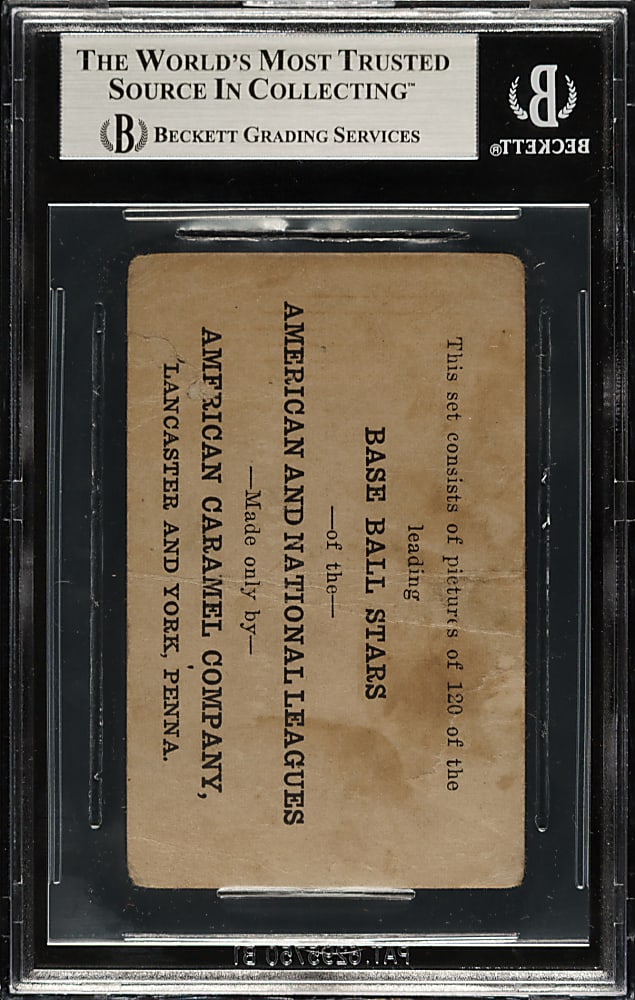 THE WORLD'S MOST TRUSTED
SOURCE IN COLLECTING™
B BECKETT GRADING SERVICES
B
BECKETT®
This set consists of pictures of 120 of the
leading
BASE BALL STARS
—of the—
AMERICAN AND NATIONAL LEAGUES
—Made only by—
AMERICAN CARAMEL COMPANY,
LANCASTER AND YORK, PENNA.